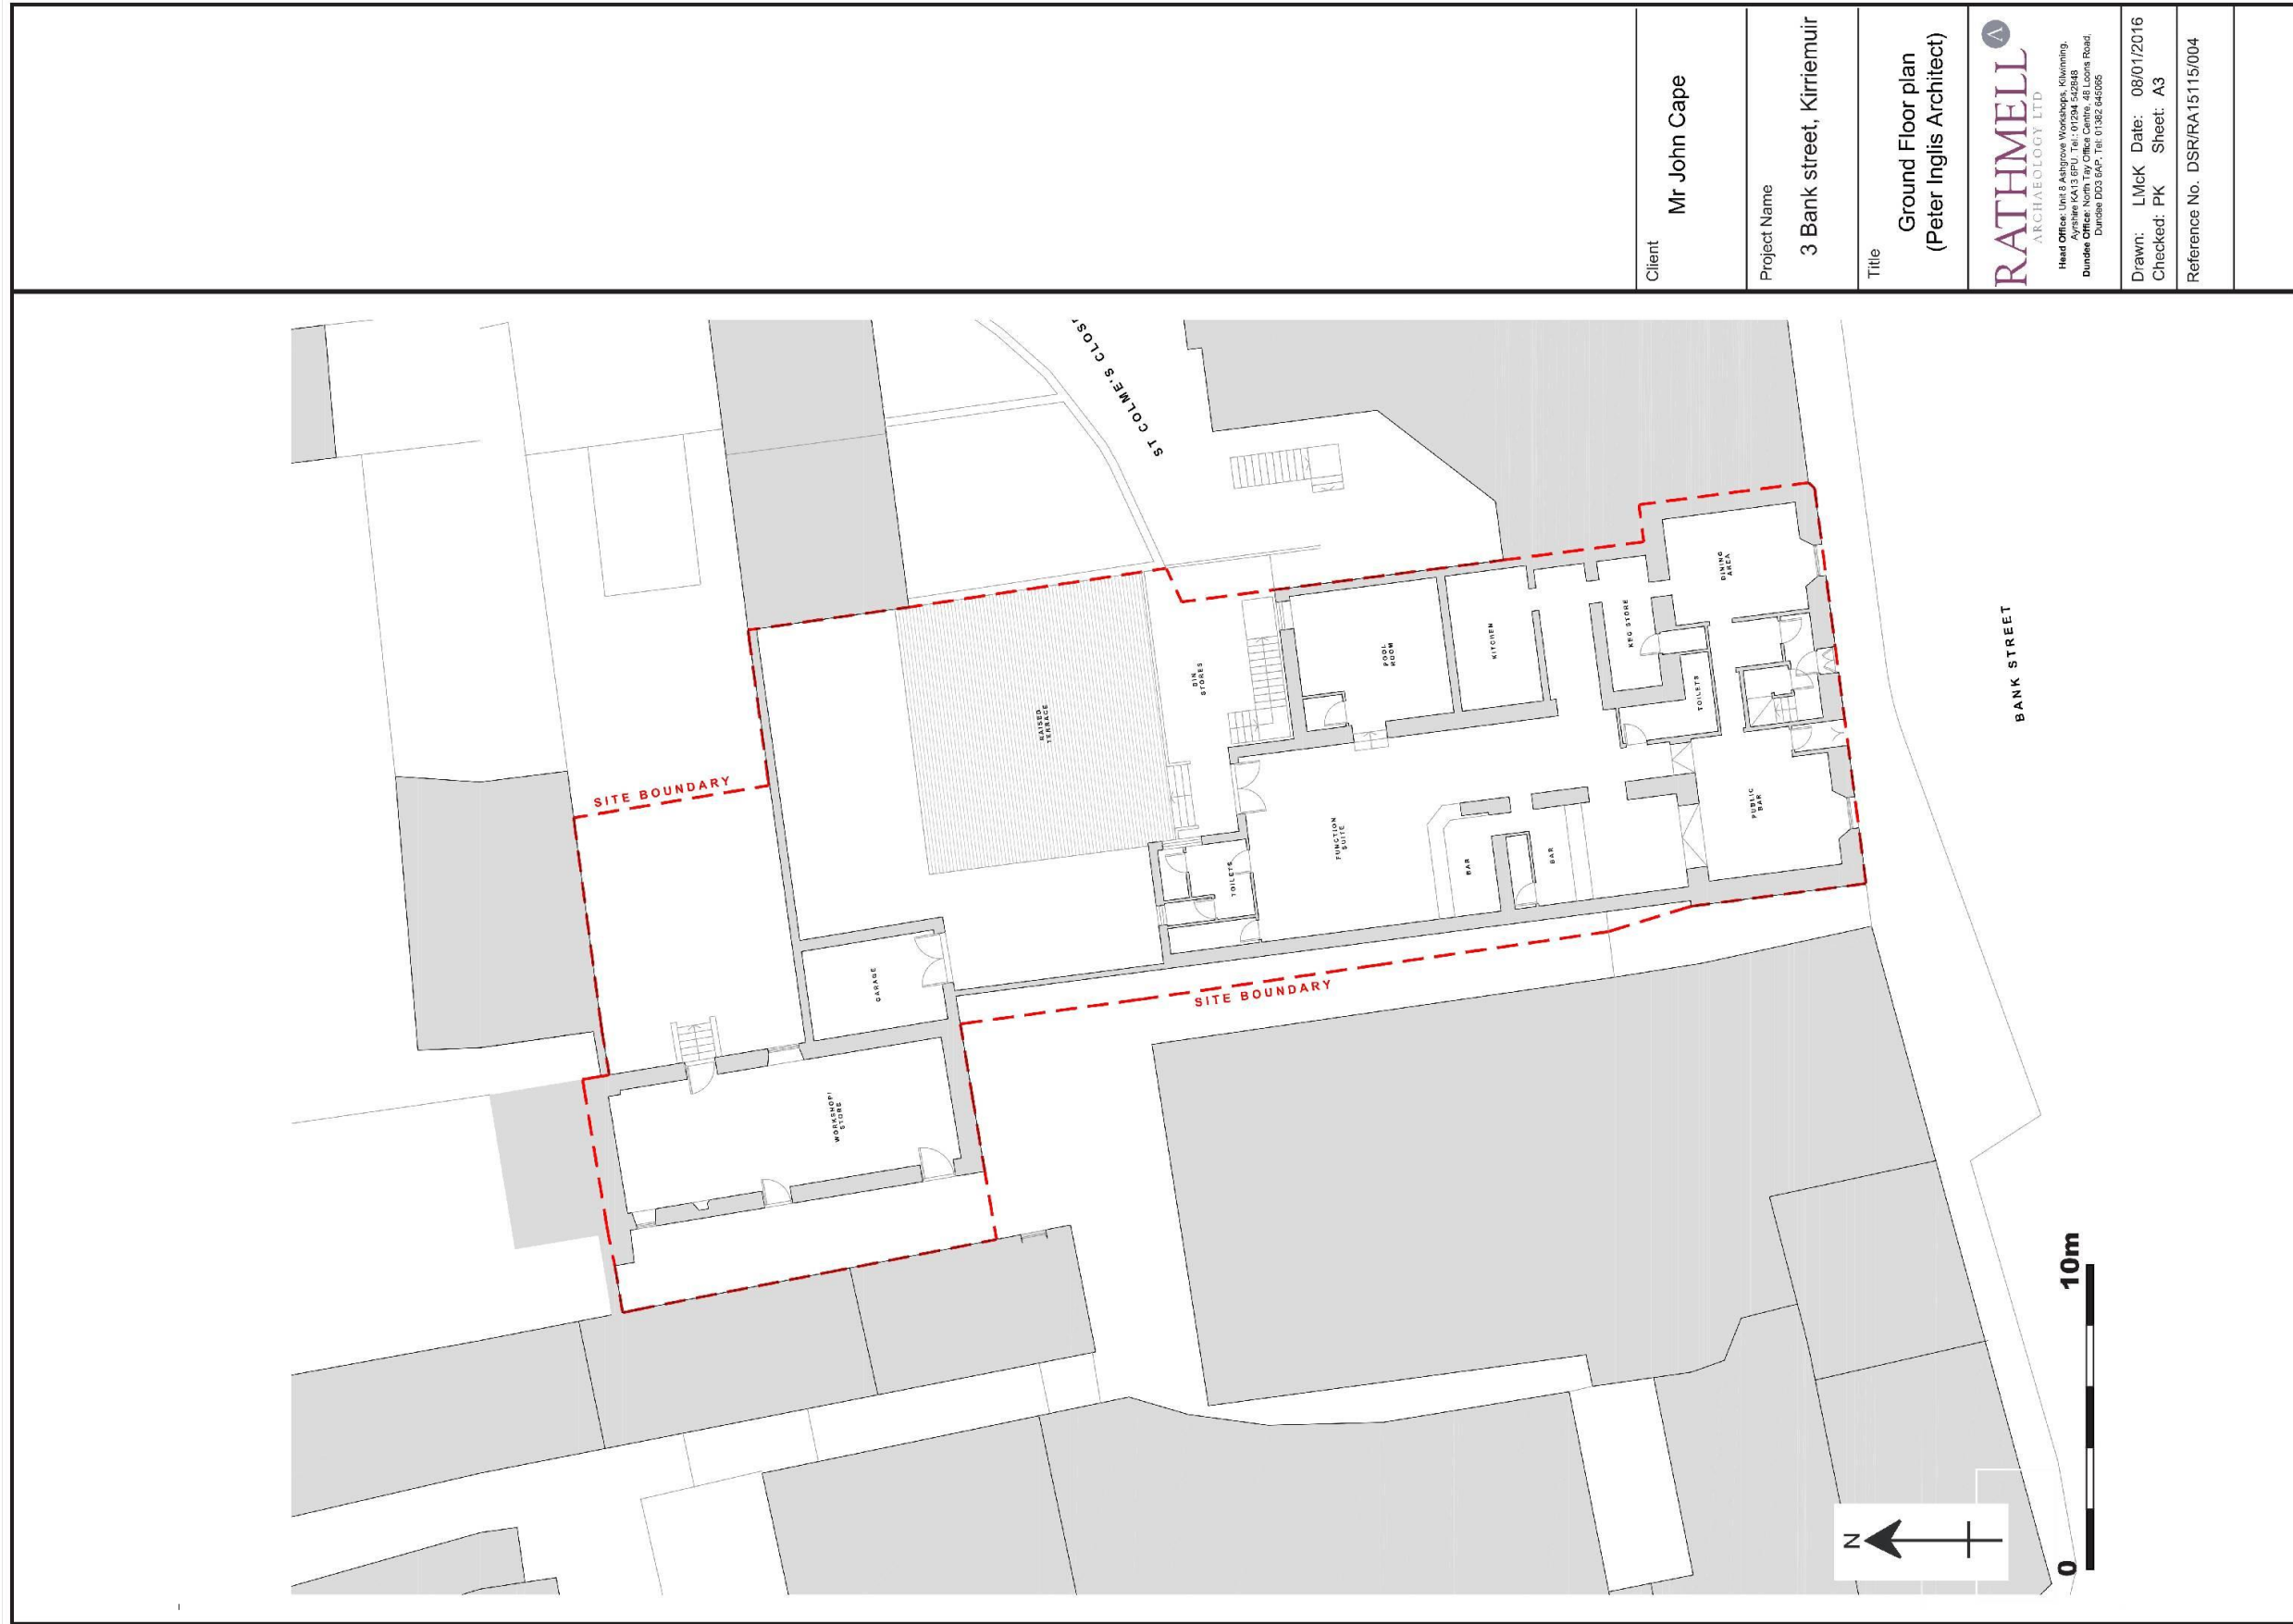 Client
Mr John Cape
Project Name
3 Bank street, Kirriemuir
Title
Ground Floor plan
(Peter Inglis Architect)
RATHMELL
ARCHAEOLOGY LTD
Head Office: Unit 8 Ashgrove Workshops, Kilwinning,
Ayrshire KA13 6PU. Tel.: 01294 542848
Dundee Office: North Tay Office Centre, 48 Loons Road,
Dundee DD3 6AP, Tel: 01382 645065
Drawn: LMcK Date: 08/01/2016
Checked: PK Sheet: A3
Reference No. DSR/RA15115/004
ST COLME'S CLOS
SITE BOUNDARY
RAISED
TERRACE
BIN
STORES
POOL
ROOM
KITCHEN
KEG STORE
DINING
AREA
TOILETS
BANK STREET
GARAGE
TOILETS
FUNCTION
SUITE
BAR
BAR
PUBLIC
BAR
WORKSHOP/
STORE
SITE BOUNDARY
N
0
10m